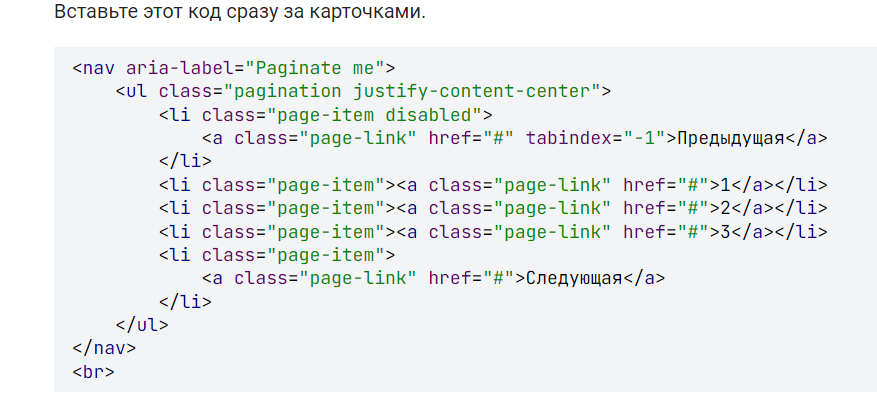 Вставьте этот код сразу за карточками.
<nav aria-label="Paginate me">
    <ul class="pagination justify-content-center">
        <li class="page-item disabled">
            <a class="page-link" href="#" tabindex="-1">Предыдущая</a>
        </li>
        <li class="page-item"><a class="page-link" href="#">1</a></li>
        <li class="page-item"><a class="page-link" href="#">2</a></li>
        <li class="page-item"><a class="page-link" href="#">3</a></li>
        <li class="page-item">
            <a class="page-link" href="#">Следующая</a>
        </li>
    </ul>
</nav>
<br>